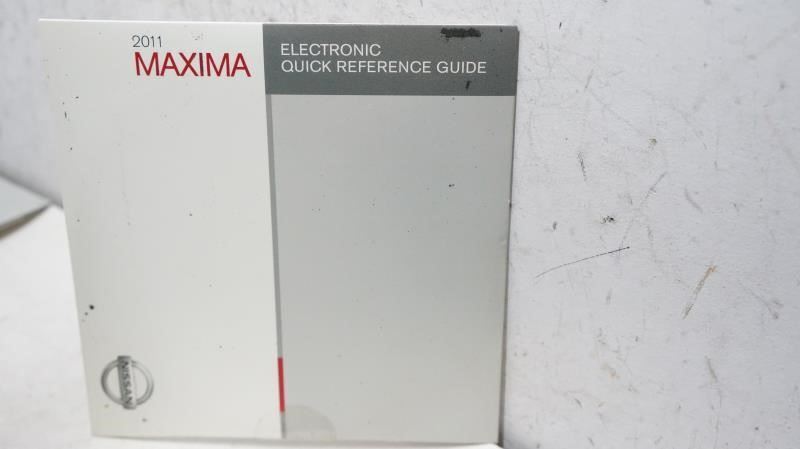 2011
MAXIMA
ELECTRONIC
QUICK REFERENCE GUIDE
NISSAN